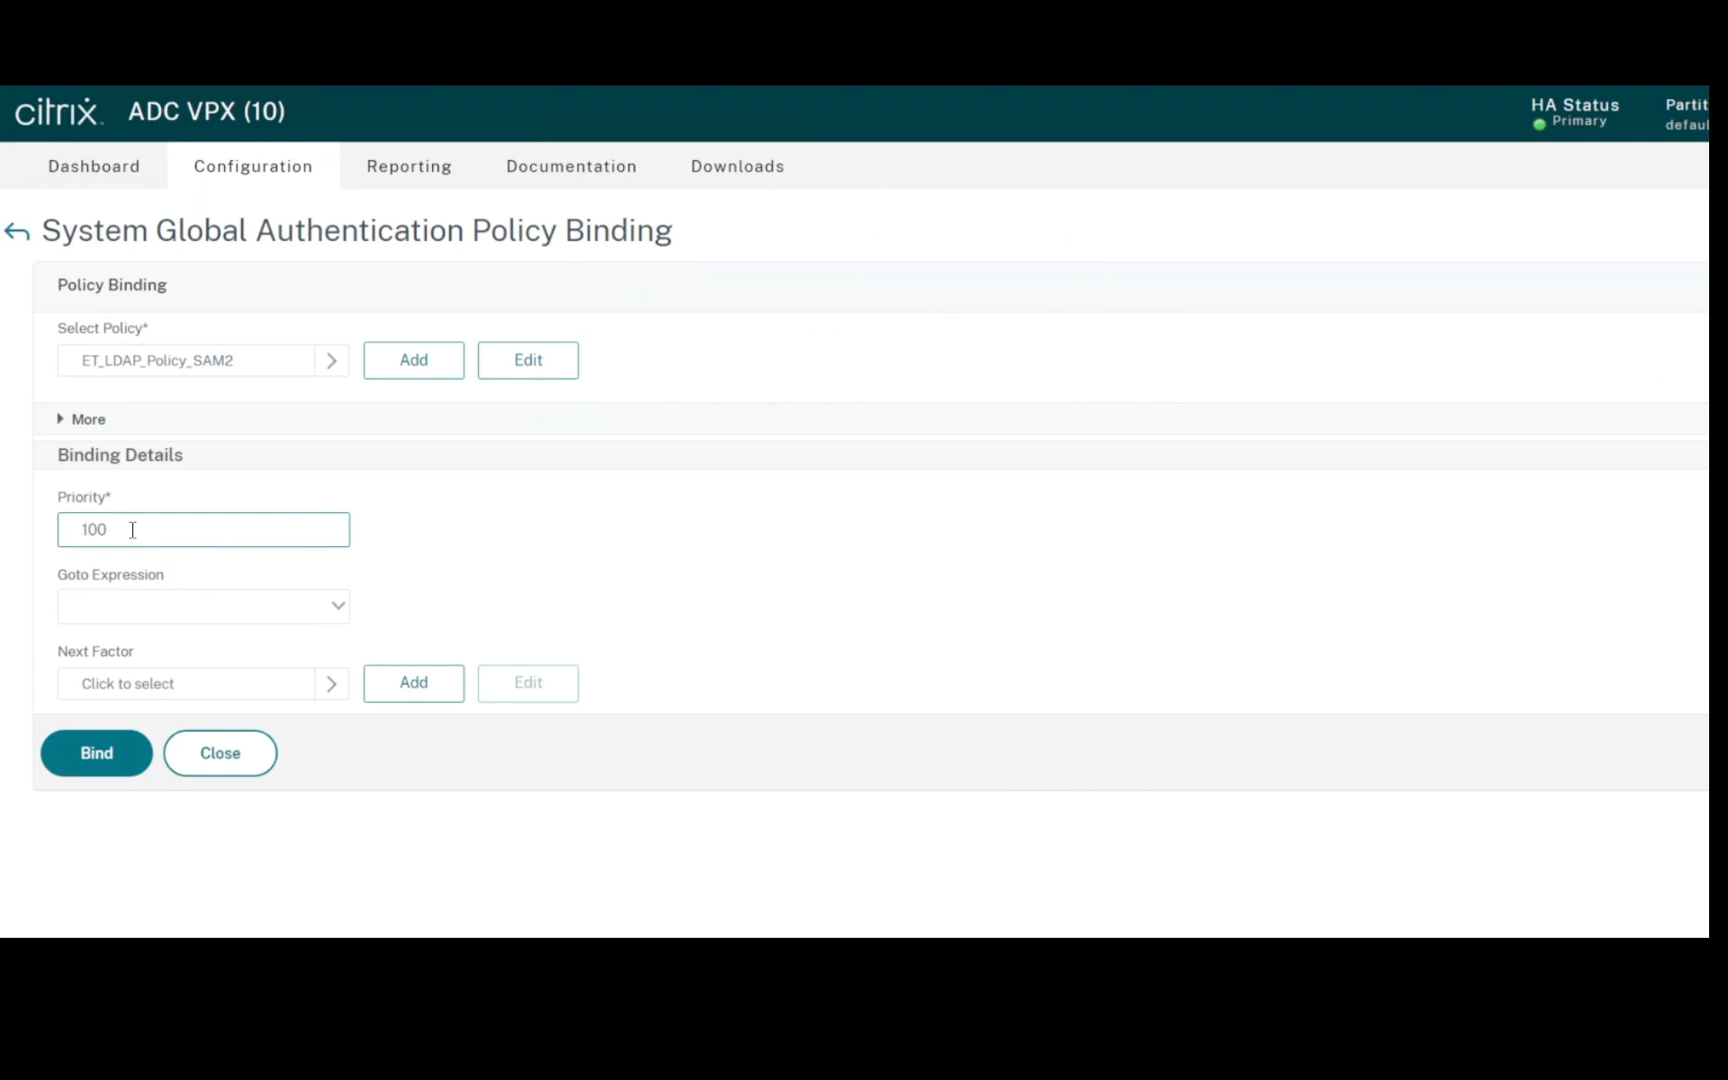 citrix ADC VPX (10)
HA Status
Primary
Partit
defaul
Dashboard Configuration Reporting Documentation Downloads
System Global Authentication Policy Binding
Policy Binding
Select Policy*
ET_LDAP_Policy_SAM2 Add Edit
More
Binding Details
Priority*
100
Goto Expression
Next Factor
Click to select Add Edit
Bind Close